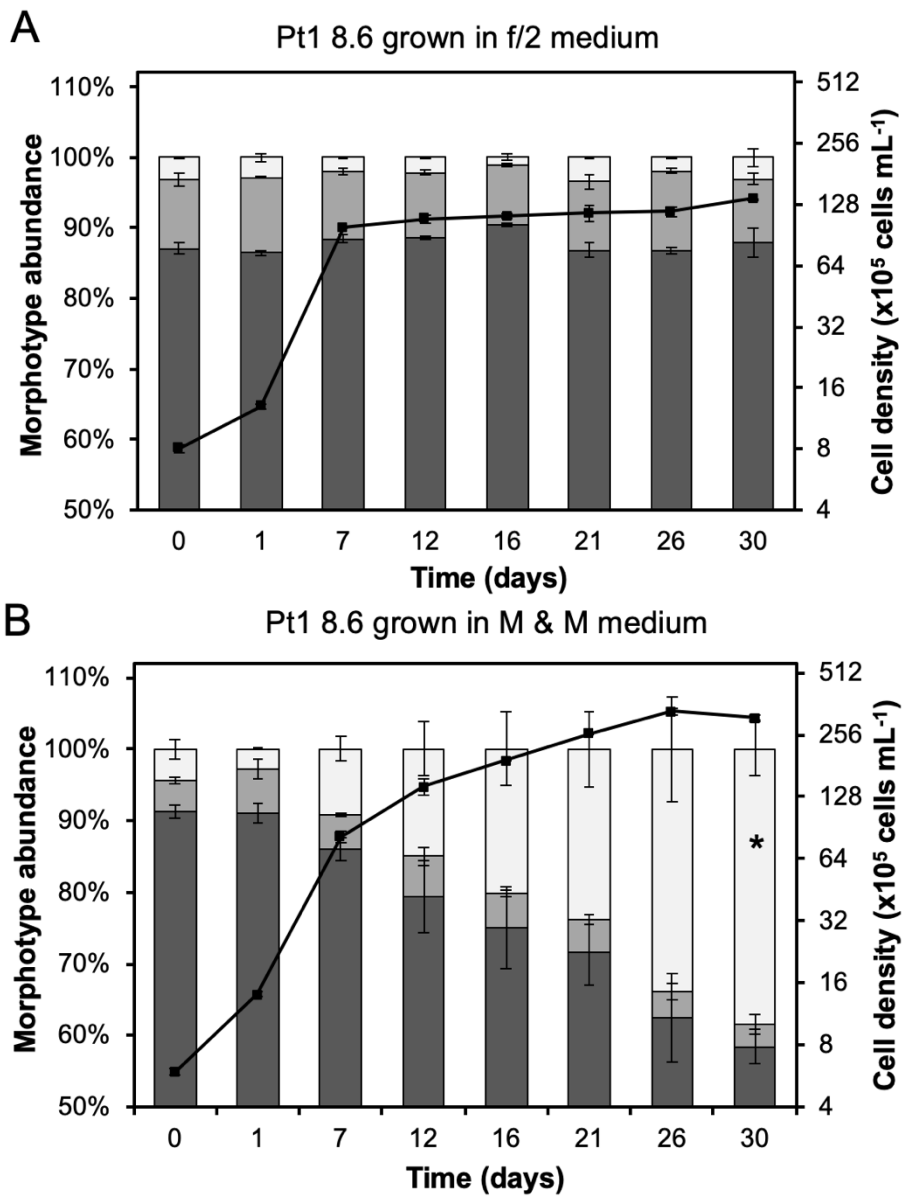 A
Pt1 8.6 grown in f/2 medium
Morphotype abundance
110%
100%
90%
80%
70%
60%
50%
512
256
128
64
32
16
8
4
Cell density (x10⁵ cells mL⁻¹)
0 1 7 12 16 21 26 30
Time (days)
B
Pt1 8.6 grown in M & M medium
Morphotype abundance
110%
100%
90%
80%
70%
60%
50%
*
512
256
128
64
32
16
8
4
Cell density (x10⁵ cells mL⁻¹)
0 1 7 12 16 21 26 30
Time (days)